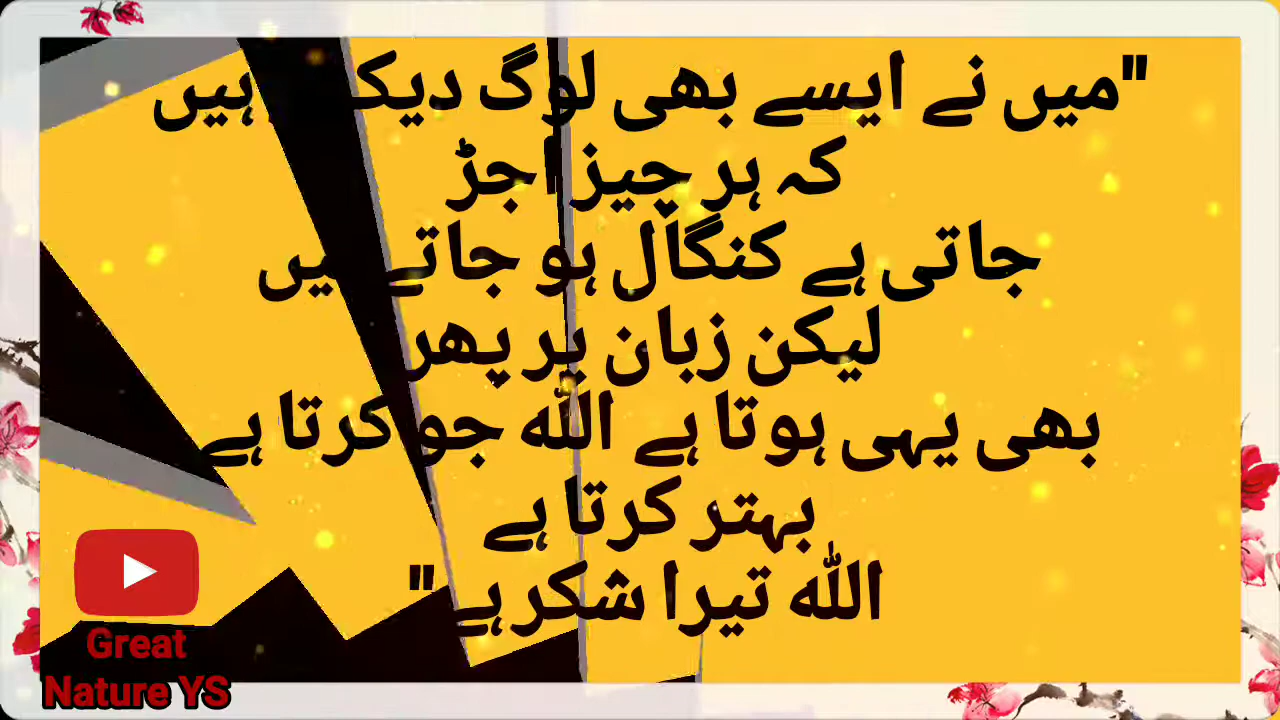 "میں نے ایسے بھی لوگ دیکھے ہیں
کہ ہر چیز اجڑ
جاتی ہے کنگال ہو جاتے ہیں
لیکن زبان پر پھر
بھی یہی ہوتا ہے اللہ جو کرتا ہے
بہتر کرتا ہے
اللہ تیرا شکر ہے"
Great
Nature YS